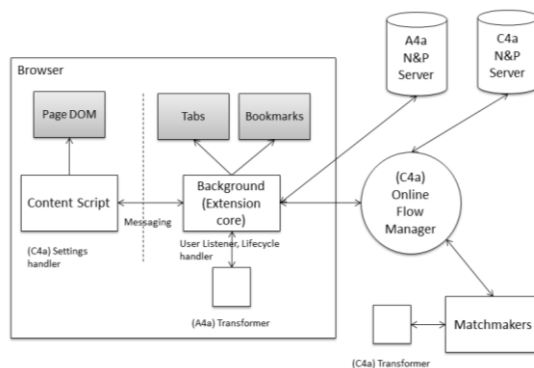 A4a
N&P
Server
C4a
N&P
Server
Browser
Page DOM
Tabs
Bookmarks
Content Script
Messaging
Background
(Extension
core)
(C4a)
Online
Flow
Manager
(C4a) Settings
handler
User Listener, Lifecycle
handler
(A4a) Transformer
Matchmakers
(C4a) Transformer